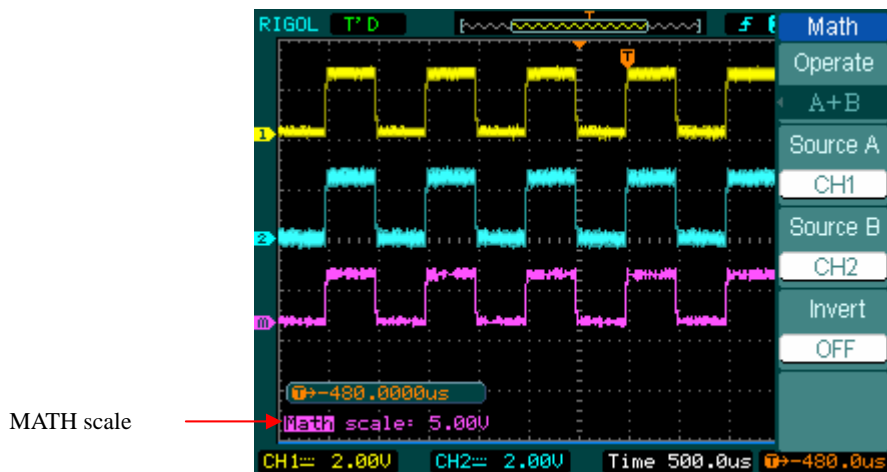 RIGOL T'D T Math
Operate
A+B
T
Source A
1
CH1
Source B
2
CH2
Invert
m
OFF
T→-480.0000us
MATH scale
Math scale: 5.00V
CH1 2.00V CH2 2.00V Time 500.0us T→-480.0us